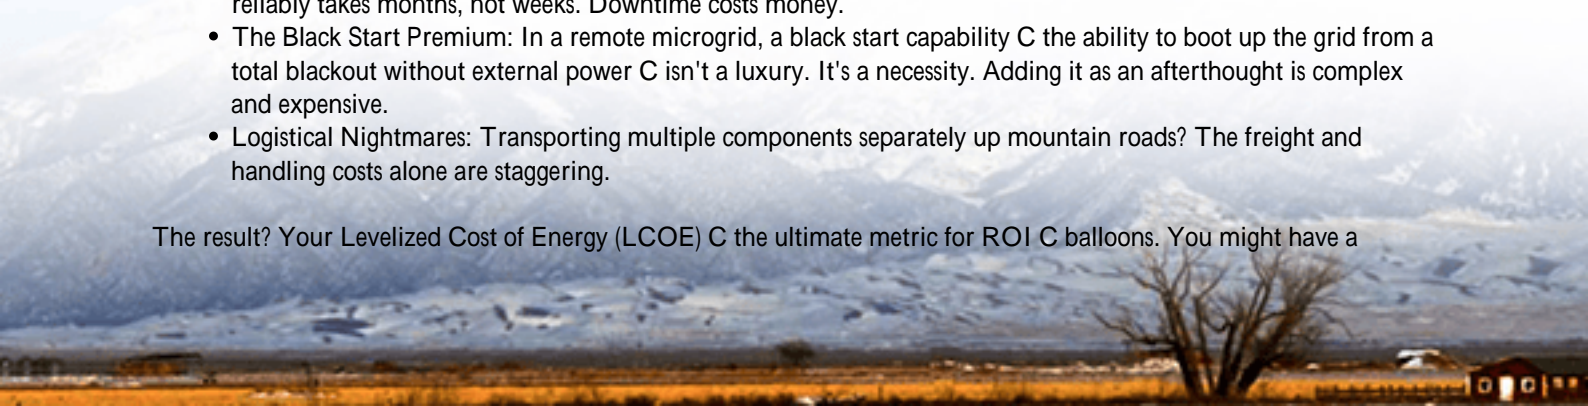 reliably takes months, not weeks. Downtime costs money.
• The Black Start Premium: In a remote microgrid, a black start capability C the ability to boot up the grid from a
total blackout without external power C isn't a luxury. It's a necessity. Adding it as an afterthought is complex
and expensive.
• Logistical Nightmares: Transporting multiple components separately up mountain roads? The freight and
handling costs alone are staggering.
The result? Your Levelized Cost of Energy (LCOE) C the ultimate metric for ROI C balloons. You might have a